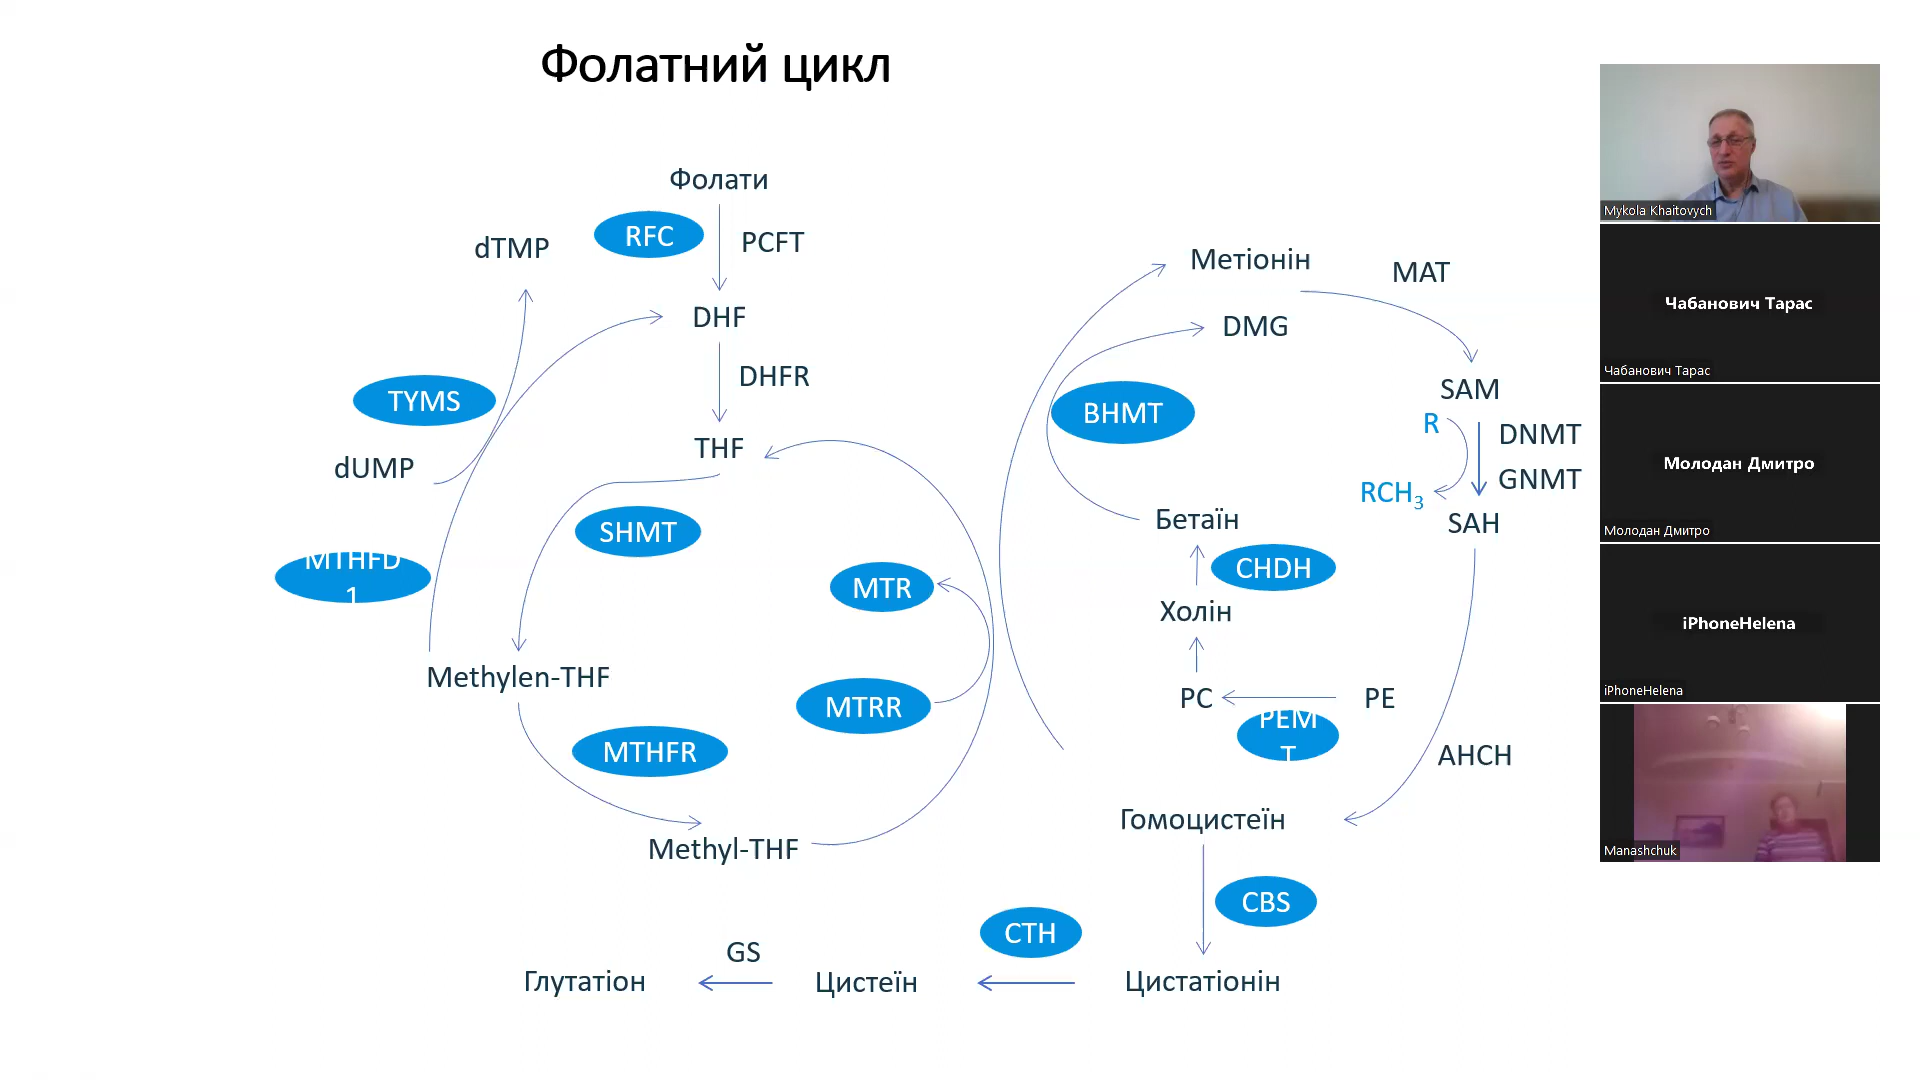 Фолатний цикл
Фолати
RFC
PCFT
dTMP
DHF
DHFR
TYMS
THF
dUMP
SHMT
MTHFD
1
MTR
Methylen-THF
MTRR
MTHFR
Methyl-THF
Метіонін
MAT
DMG
BHMT
SAM
R
DNMT
GNMT
RCH₃
SAH
Бетаїн
CHDH
Холін
PC
PE
PEM
T
AHCH
Гомоцистеїн
CBS
CTH
GS
Глутатіон
Цистеїн
Цистатіонін
Mykola Khaitovych
Чабанович Тарас
Чабанович Тарас
Молодан Дмитро
Молодан Дмитро
iPhoneHelena
iPhoneHelena
Manashchuk